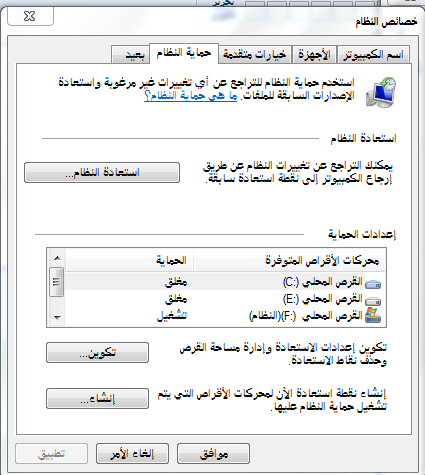 تحرير
خصائص النظام
اسم الكمبيوتر
الأجهزة
خيارات متقدمة
حماية النظام
بعيد
استخدم حماية النظام للتراجع عن أي تغييرات غير مرغوبة واستعادة
الإصدارات السابقة للملفات. ما هي حماية النظام؟
استعادة النظام
يمكنك التراجع عن تغييرات النظام عن طريق
إرجاع الكمبيوتر إلى نقطة استعادة سابقة.
استعادة النظام...
إعدادات الحماية
محركات الأقراص المتوفرة الحماية
القرص المحلي (C:) مغلق
القرص المحلي (E:) مغلق
القرص المحلي (F:)(النظام) تشغيل
تكوين إعدادات الاستعادة وإدارة مساحة القرص
وحذف نقاط الاستعادة.
تكوين...
إنشاء نقطة استعادة الآن لمحركات الأقراص التي يتم
تشغيل حماية النظام عليها.
إنشاء...
موافق
إلغاء الأمر
تطبيق